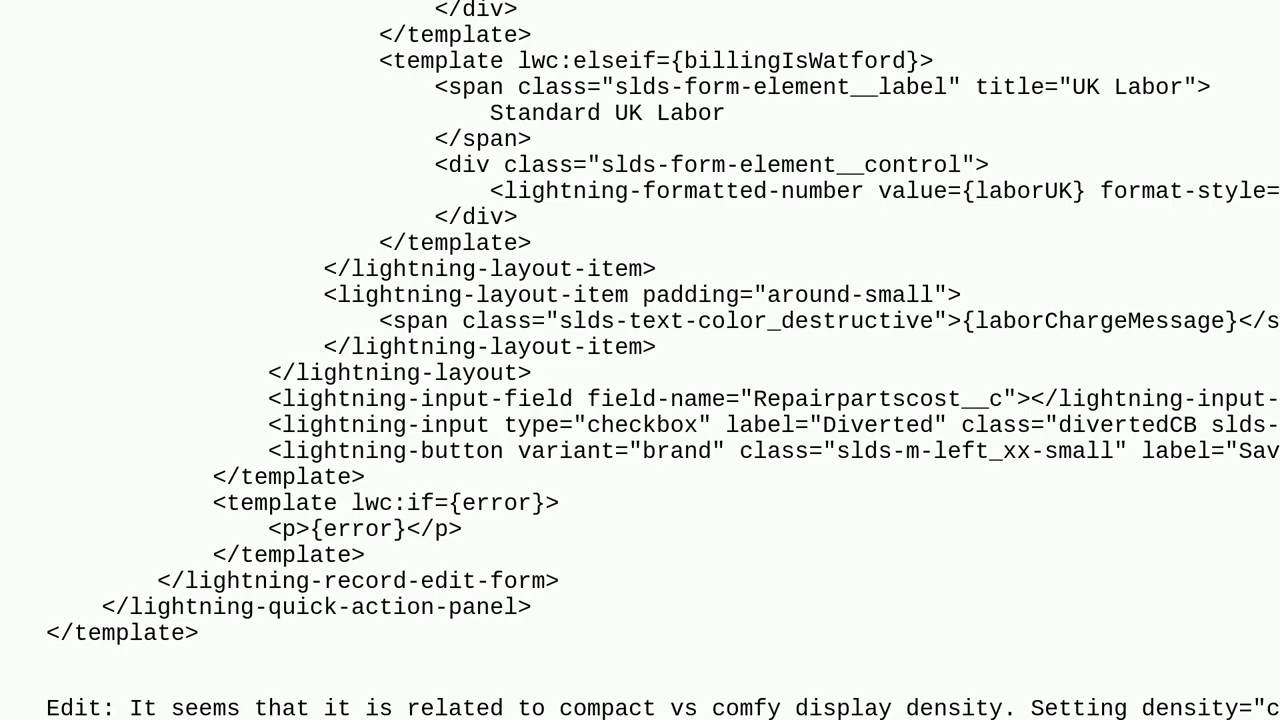 </div>
</template>
<template lwc:elseif={billingIsWatford}>
<span class="slds-form-element__label" title="UK Labor">
Standard UK Labor
</span>
<div class="slds-form-element__control">
<lightning-formatted-number value={laborUK} format-style=
</div>
</template>
</lightning-layout-item>
<lightning-layout-item padding="around-small">
<span class="slds-text-color_destructive">{laborChargeMessage}</s
</lightning-layout-item>
</lightning-layout>
<lightning-input-field field-name="Repairpartscost__c"></lightning-input-
<lightning-input type="checkbox" label="Diverted" class="divertedCB slds-
<lightning-button variant="brand" class="slds-m-left_xx-small" label="Sav
</template>
<template lwc:if={error}>
<p>{error}</p>
</template>
</lightning-record-edit-form>
</lightning-quick-action-panel>
</template>
Edit: It seems that it is related to compact vs comfy display density. Setting density="c